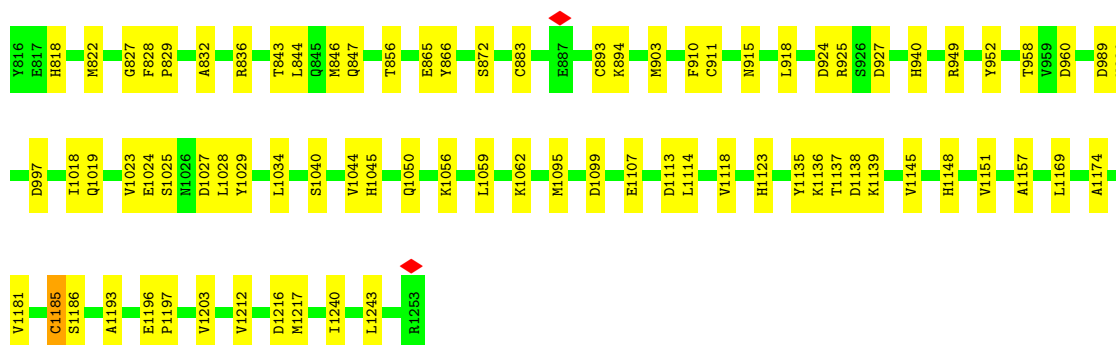 Y816 E817 H818 M822 G827 F828 P829 A832 R836 T843 L844 Q845 M846 Q847 T856 E865 Y866 S872 C883 E887 C893 K894 M903 F910 C911 N915 L918 D924 R925 S926 D927 H940 R949 Y952 T958 V959 D960 D989
D997 I1018 Q1019 V1023 E1024 S1025 N1026 D1027 L1028 Y1029 L1034 S1040 V1044 H1045 Q1050 K1056 L1059 K1062 M1095 D1099 E1107 D1113 L1114 V1118 H1123 Y1135 K1136 T1137 D1138 K1139 V1145 H1148 V1151 A1157 L1169 A1174
V1181 C1185 S1186 A1193 E1196 P1197 V1203 V1212 D1216 M1217 I1240 L1243 R1253